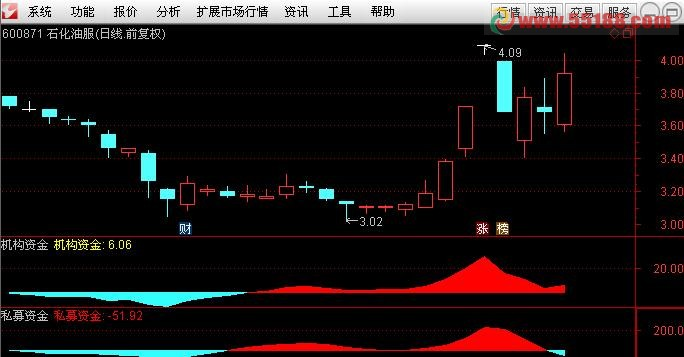 系统 功能 报价 分析 扩展市场行情 资讯 工具 帮助 行情 资讯 交易 服务
www.55188.com
600871 石化油服(日线.前复权)
4.09
4.00
3.80
3.60
3.40
3.20
3.02
3.00
财 涨 榜
机构资金 机构资金: 6.06
20.00
私募资金 私募资金: -51.92
200.0